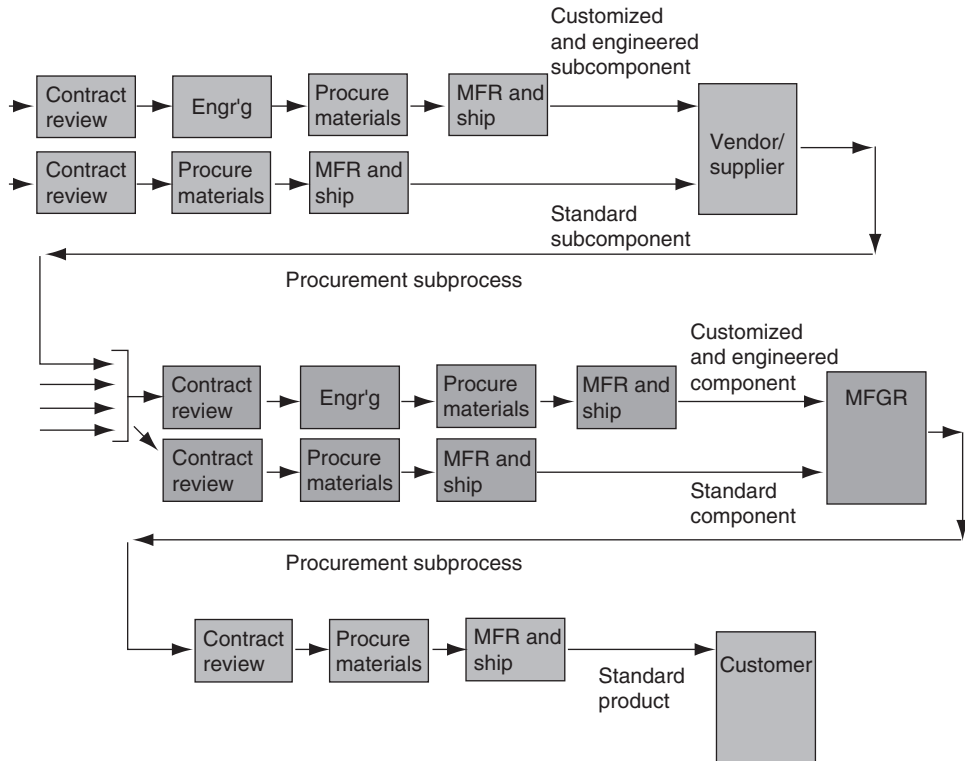 Customized
and engineered
subcomponent
Contract
review
Engr'g
Procure
materials
MFR and
ship
Vendor/
supplier
Contract
review
Procure
materials
MFR and
ship
Standard
subcomponent
Procurement subprocess
Customized
and engineered
component
Contract
review
Engr'g
Procure
materials
MFR and
ship
MFGR
Contract
review
Procure
materials
MFR and
ship
Standard
component
Procurement subprocess
Contract
review
Procure
materials
MFR and
ship
Standard
product
Customer